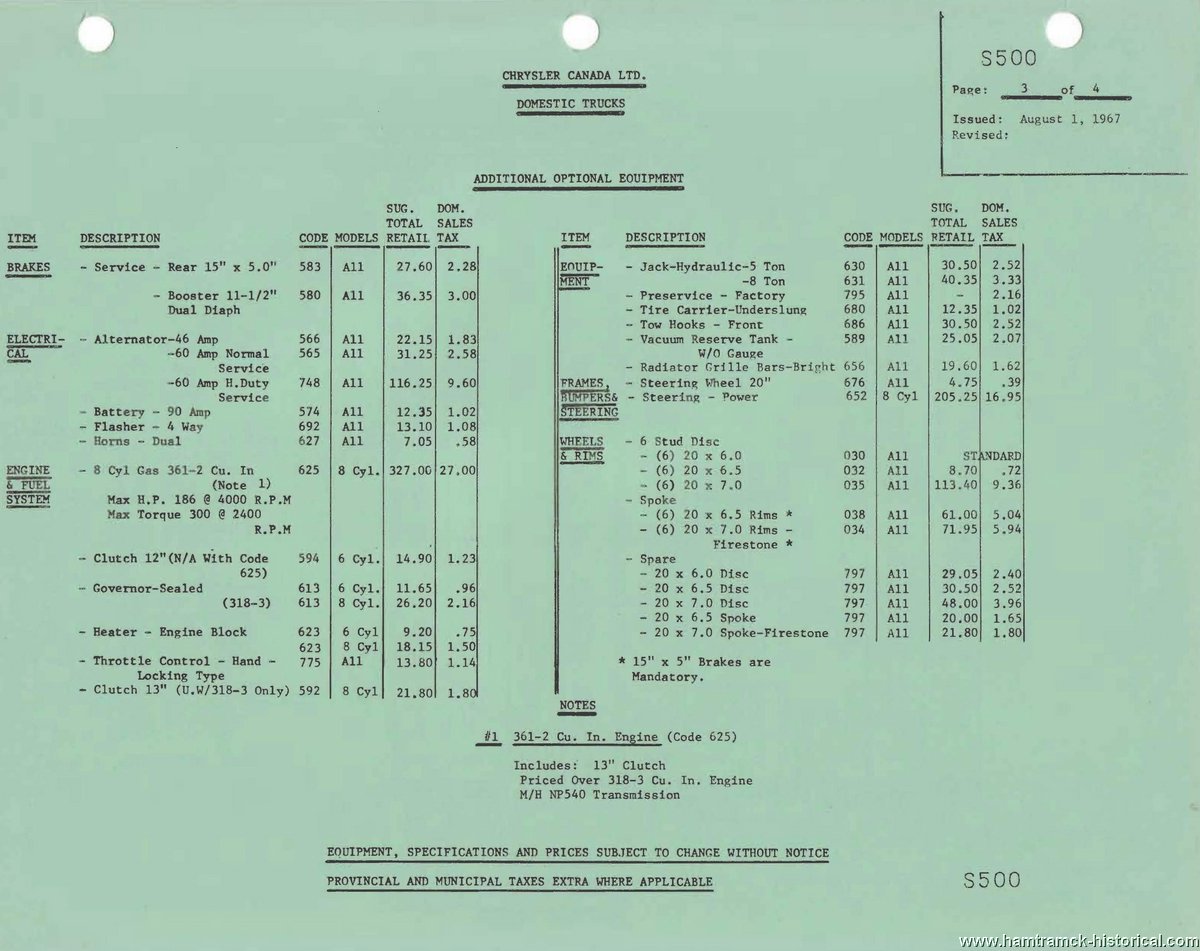 S500
Page: 3 of 4
Issued: August 1, 1967
Revised:
CHRYSLER CANADA LTD.
DOMESTIC TRUCKS
ADDITIONAL OPTIONAL EQUIPMENT
SUG. DOM.
TOTAL SALES
ITEM DESCRIPTION CODE MODELS RETAIL TAX
BRAKES - Service - Rear 15" x 5.0" 583 All 27.60 2.28
- Booster 11-1/2" 580 All 36.35 3.00
Dual Diaph
ELECTRI- - Alternator-46 Amp 566 All 22.15 1.83
CAL -60 Amp Normal 565 All 31.25 2.58
Service
-60 Amp H.Duty 748 All 116.25 9.60
Service
- Battery - 90 Amp 574 All 12.35 1.02
- Flasher - 4 Way 692 All 13.10 1.08
- Horns - Dual 627 All 7.05 .58
ENGINE - 8 Cyl Gas 361-2 Cu. In 625 8 Cyl. 327.00 27.00
& FUEL (Note 1)
SYSTEM Max H.P. 186 @ 4000 R.P.M
Max Torque 300 @ 2400
R.P.M
- Clutch 12"(N/A With Code 594 6 Cyl. 14.90 1.23
625)
- Governor-Sealed 613 6 Cyl. 11.65 .96
(318-3) 613 8 Cyl. 26.20 2.16
- Heater - Engine Block 623 6 Cyl 9.20 .75
623 8 Cyl 18.15 1.50
- Throttle Control - Hand - 775 All 13.80 1.14
Locking Type
- Clutch 13" (U.W/318-3 Only) 592 8 Cyl 21.80 1.80
SUG. DOM.
TOTAL SALES
ITEM DESCRIPTION CODE MODELS RETAIL TAX
EQUIP- - Jack-Hydraulic-5 Ton 630 All 30.50 2.52
MENT -8 Ton 631 All 40.35 3.33
- Preservice - Factory 795 All - 2.16
- Tire Carrier-Underslung 680 All 12.35 1.02
- Tow Hooks - Front 686 All 30.50 2.52
- Vacuum Reserve Tank - 589 All 25.05 2.07
W/O Gauge
- Radiator Grille Bars-Bright 656 All 19.60 1.62
FRAMES, - Steering Wheel 20" 676 All 4.75 .39
BUMPERS& - Steering - Power 652 8 Cyl 205.25 16.95
STEERING
WHEELS - 6 Stud Disc
& RIMS - (6) 20 x 6.0 030 All STANDARD
- (6) 20 x 6.5 032 All 8.70 .72
- (6) 20 x 7.0 035 All 113.40 9.36
- Spoke
- (6) 20 x 6.5 Rims * 038 All 61.00 5.04
- (6) 20 x 7.0 Rims - 034 All 71.95 5.94
Firestone *
- Spare
- 20 x 6.0 Disc 797 All 29.05 2.40
- 20 x 6.5 Disc 797 All 30.50 2.52
- 20 x 7.0 Disc 797 All 48.00 3.96
- 20 x 6.5 Spoke 797 All 20.00 1.65
- 20 x 7.0 Spoke-Firestone 797 All 21.80 1.80
* 15" x 5" Brakes are
Mandatory.
NOTES
#1 361-2 Cu. In. Engine (Code 625)
Includes: 13" Clutch
Priced Over 318-3 Cu. In. Engine
M/H NP540 Transmission
EQUIPMENT, SPECIFICATIONS AND PRICES SUBJECT TO CHANGE WITHOUT NOTICE
PROVINCIAL AND MUNICIPAL TAXES EXTRA WHERE APPLICABLE
S500
www.hamtramck-historical.com